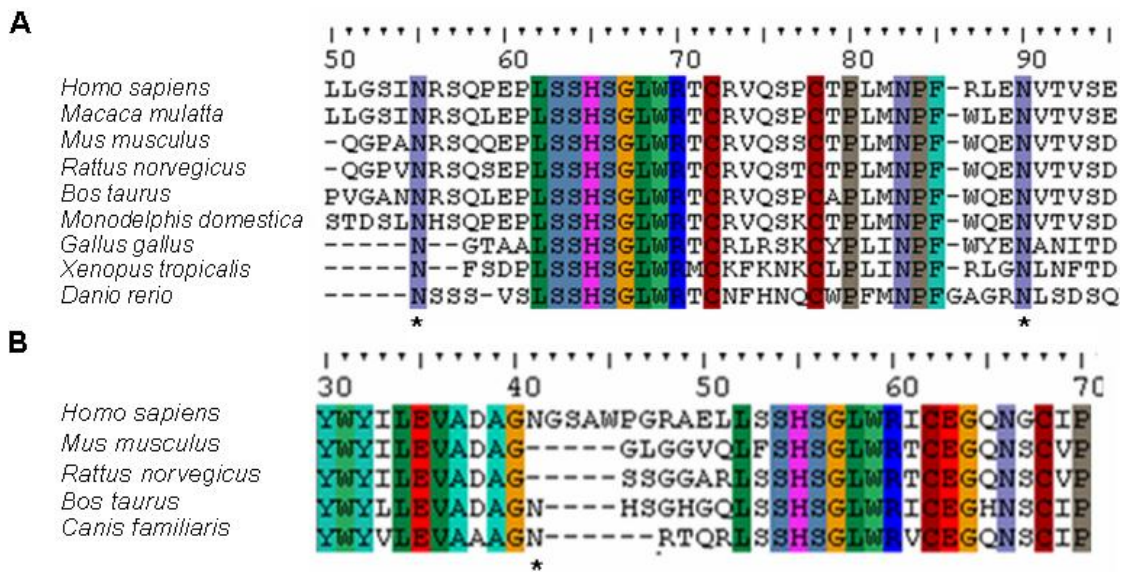 A
50 60 70 80 90
Homo sapiens LLGSINRSQPEPLSSHSGLWRTCRVQSPCTPLMNPF-RLENVTVSE
Macaca mulatta LLGSINRSQLEPLSSHSGLWRTCRVQSPCTPLMNPF-WLENVTVSE
Mus musculus -QGPANRSQQEPLSSHSGLWRTCRVQSSCTPLMNPF-WQENVTVSD
Rattus norvegicus -QGPVNRSQPEPLSSHSGLWRTCRVQSTCTPLMNPF-WQENVTVSD
Bos taurus PVGANNRSQLEPLSSHSGLWRTCRVQSPCAPLMNPF-WQENVTVSD
Monodelphis domestica STDSLNHSQPEPLSSHSGLWRTCRVQSKCTPLMNPF-WQENVTVSD
Gallus gallus -----N--GTAALSSHSGLWRTCRLRSKCYPLINPF-WYENANITD
Xenopus tropicalis -----N--FSDPLSSHSGLWRMCKFKNKCLPLINPF-RLGNLNFTD
Danio rerio -----NSSS-VSLSSHSGLWRTCNFHNQCWPFMNPFGAGRNLSDSQ
* *
B
30 40 50 60 70
Homo sapiens YWYILEVADAGNGSAWPGRAELLSSHSGLWRICEGQNGCIP
Mus musculus YWYILEVADAG-----GLGGVQLFSHSGLWRTCEGQNSCVP
Rattus norvegicus YWYILEVADAG-----SSGGARLSSHSGLWRTCEGQNSCVP
Bos taurus YWYLLEVADAGN----HSGHGQLSSHSGLWRICEGHNSCIP
Canis familiaris YWYVLEVAAAGN------RTQRLSSHSGLWRVCEGQNSCIP
*